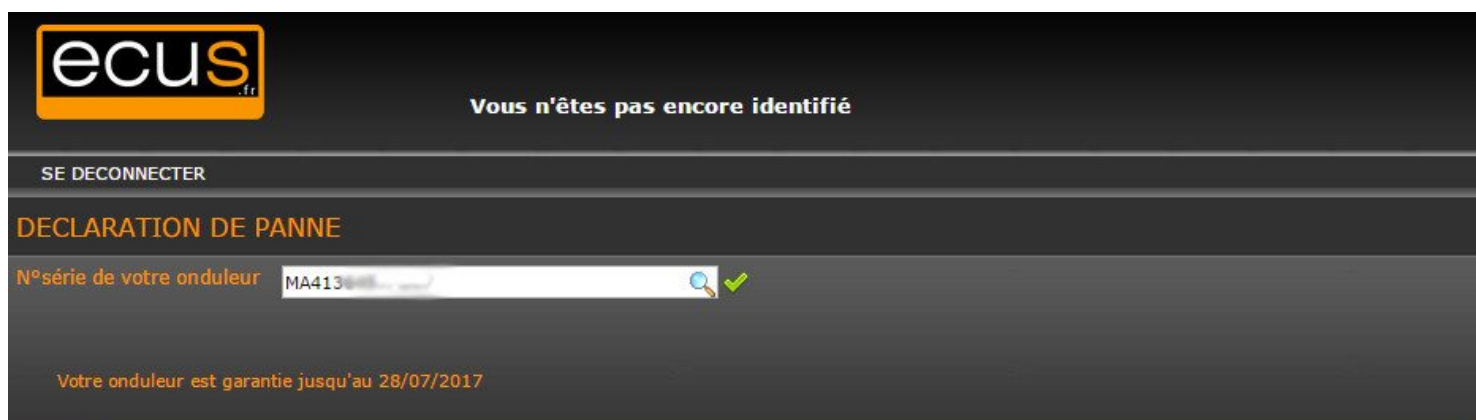 ecus
.fr
Vous n'êtes pas encore identifié
SE DECONNECTER
DECLARATION DE PANNE
N°série de votre onduleur
MA413
Votre onduleur est garantie jusqu'au 28/07/2017